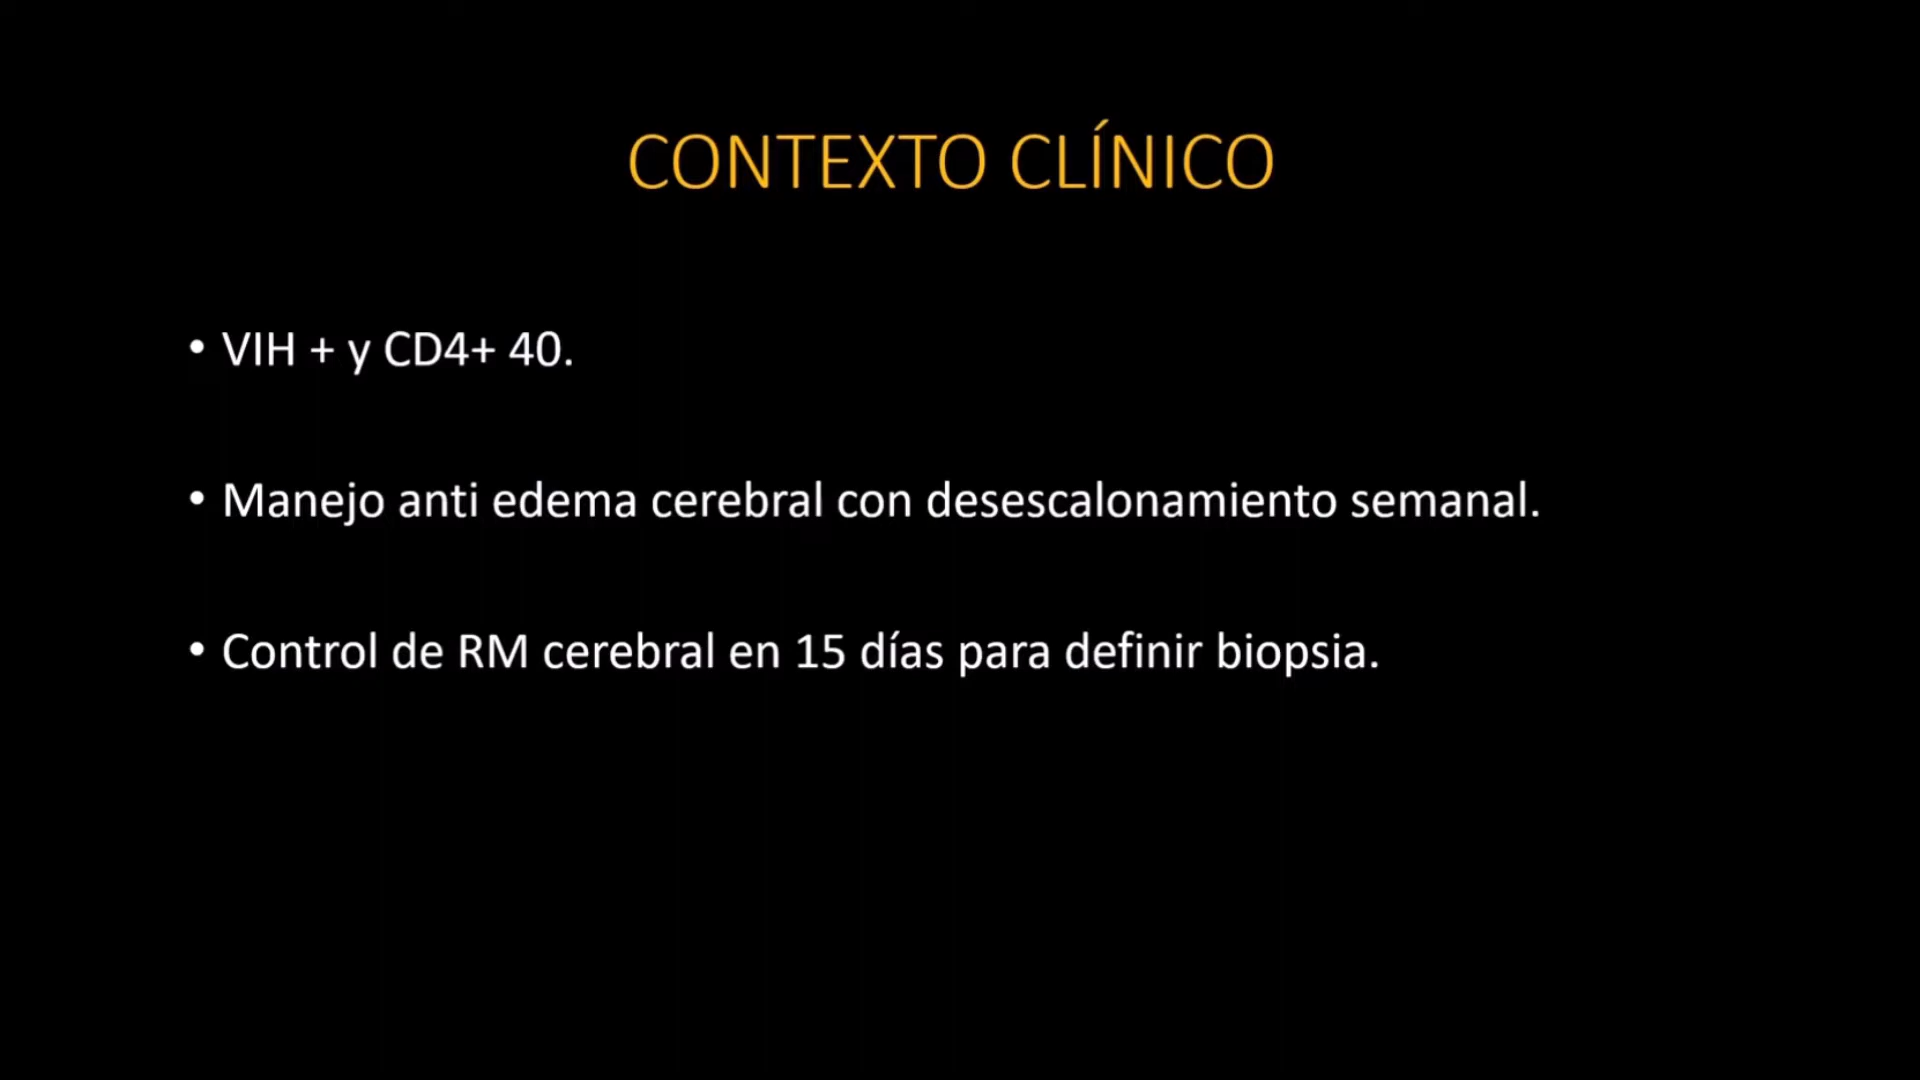 CONTEXTO CLÍNICO
• VIH + y CD4+ 40.
• Manejo anti edema cerebral con desescalonamiento semanal.
• Control de RM cerebral en 15 días para definir biopsia.